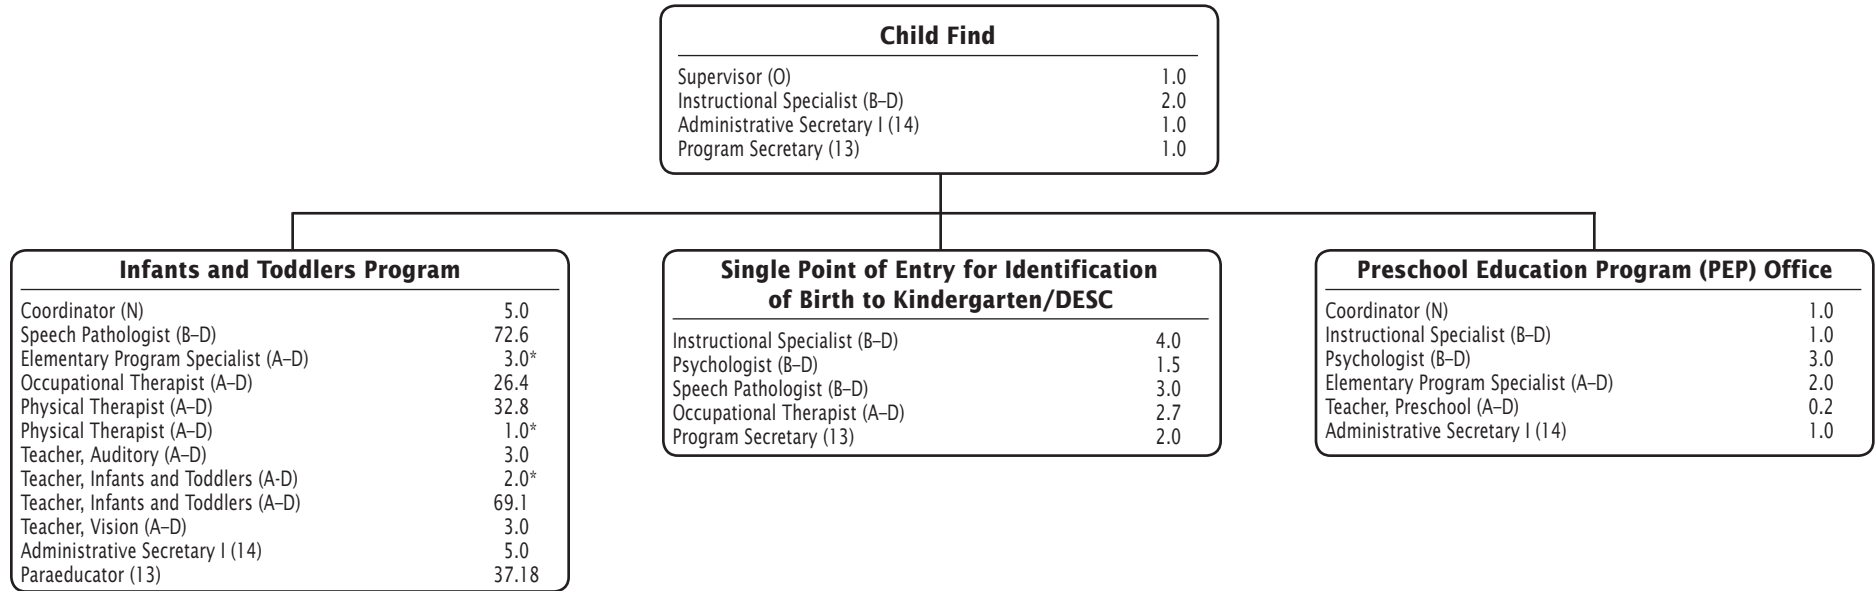 Child Find
Supervisor (O) 1.0
Instructional Specialist (B–D) 2.0
Administrative Secretary I (14) 1.0
Program Secretary (13) 1.0
Infants and Toddlers Program
Coordinator (N) 5.0
Speech Pathologist (B–D) 72.6
Elementary Program Specialist (A–D) 3.0*
Occupational Therapist (A–D) 26.4
Physical Therapist (A–D) 32.8
Physical Therapist (A–D) 1.0*
Teacher, Auditory (A–D) 3.0
Teacher, Infants and Toddlers (A-D) 2.0*
Teacher, Infants and Toddlers (A–D) 69.1
Teacher, Vision (A–D) 3.0
Administrative Secretary I (14) 5.0
Paraeducator (13) 37.18
Single Point of Entry for Identification
of Birth to Kindergarten/DESC
Instructional Specialist (B–D) 4.0
Psychologist (B–D) 1.5
Speech Pathologist (B–D) 3.0
Occupational Therapist (A–D) 2.7
Program Secretary (13) 2.0
Preschool Education Program (PEP) Office
Coordinator (N) 1.0
Instructional Specialist (B–D) 1.0
Psychologist (B–D) 3.0
Elementary Program Specialist (A–D) 2.0
Teacher, Preschool (A–D) 0.2
Administrative Secretary I (14) 1.0